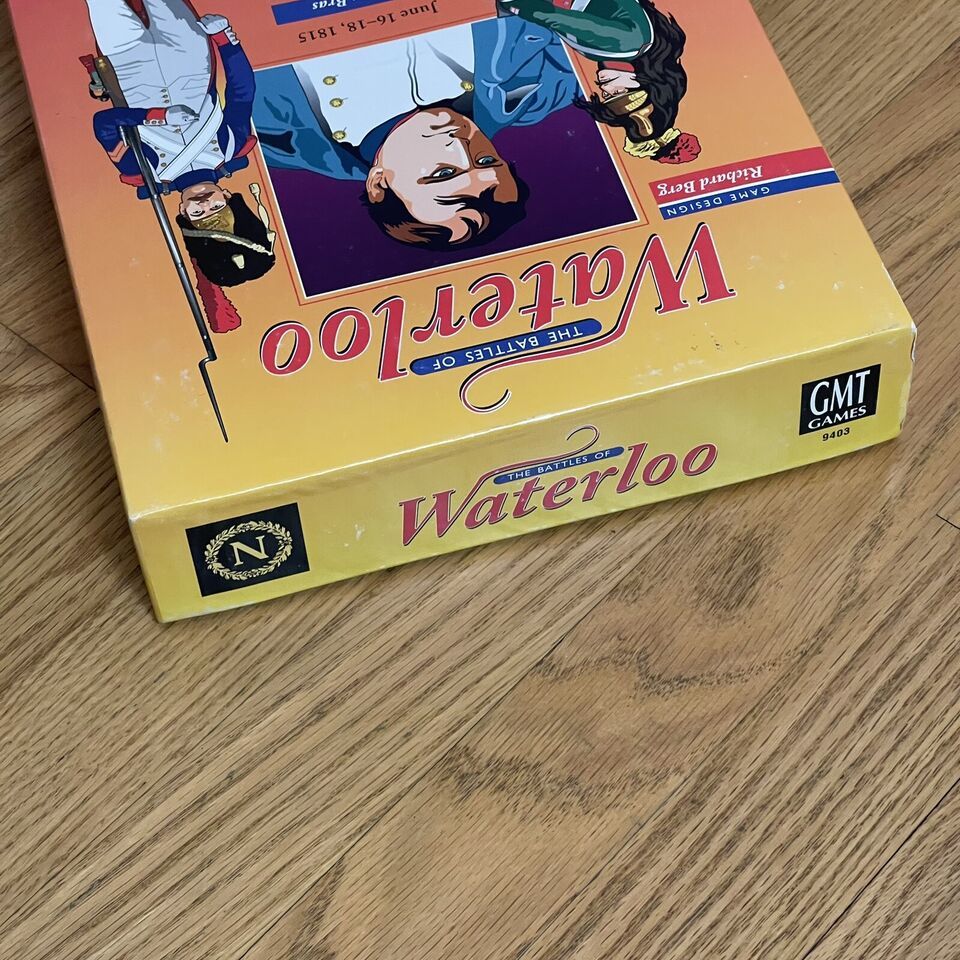 THE BATTLES OF
Waterloo
GAME DESIGN
Richard Berg
June 16–18, 1815
Bras
N
THE BATTLES OF
Waterloo
GMT
GAMES
9403